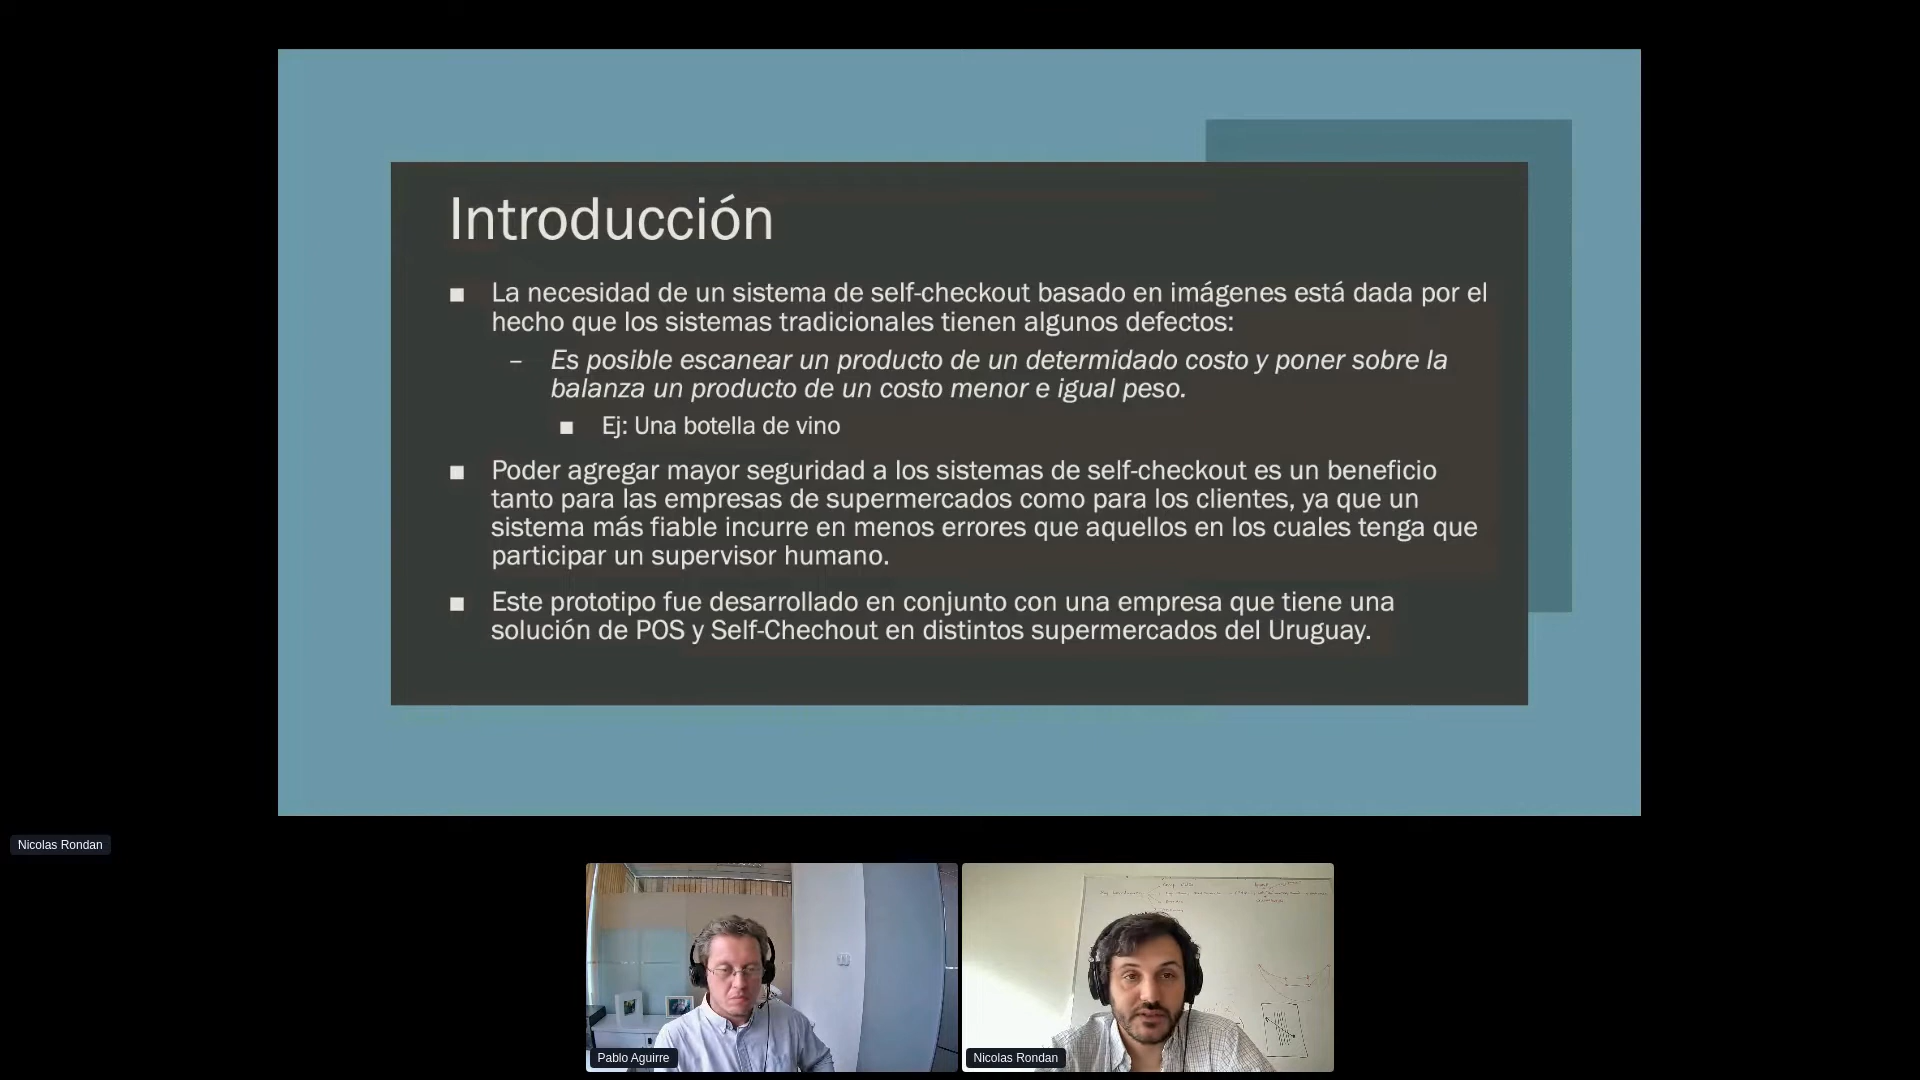 Introducción
■ La necesidad de un sistema de self-checkout basado en imágenes está dada por el
hecho que los sistemas tradicionales tienen algunos defectos:
– Es posible escanear un producto de un determidado costo y poner sobre la
balanza un producto de un costo menor e igual peso.
■ Ej: Una botella de vino
■ Poder agregar mayor seguridad a los sistemas de self-checkout es un beneficio
tanto para las empresas de supermercados como para los clientes, ya que un
sistema más fiable incurre en menos errores que aquellos en los cuales tenga que
participar un supervisor humano.
■ Este prototipo fue desarrollado en conjunto con una empresa que tiene una
solución de POS y Self-Chechout en distintos supermercados del Uruguay.
Nicolas Rondan
Pablo Aguirre
Nicolas Rondan